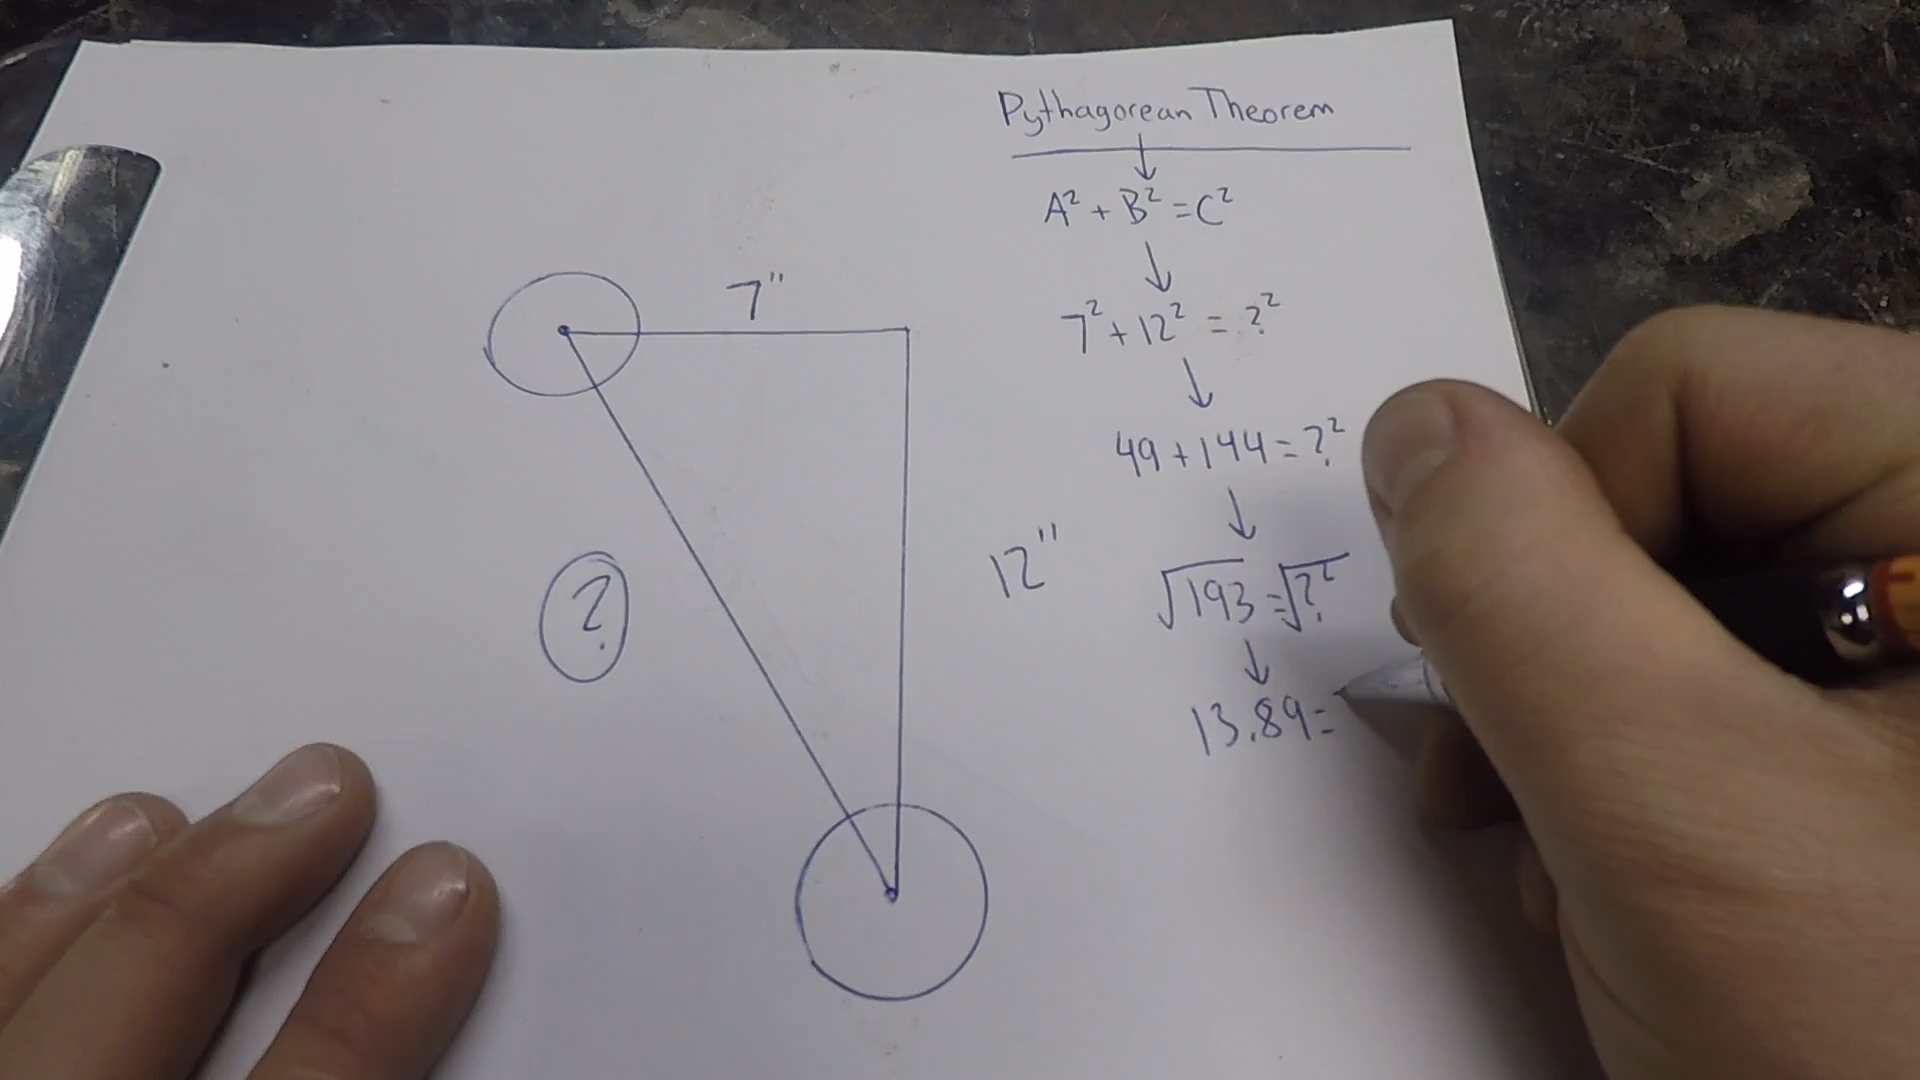 Pythagorean Theorem
A² + B² = C²
7"
7² + 12² = ?²
49 + 144 = ?²
12"
√193 = √?²
?
13.89 =